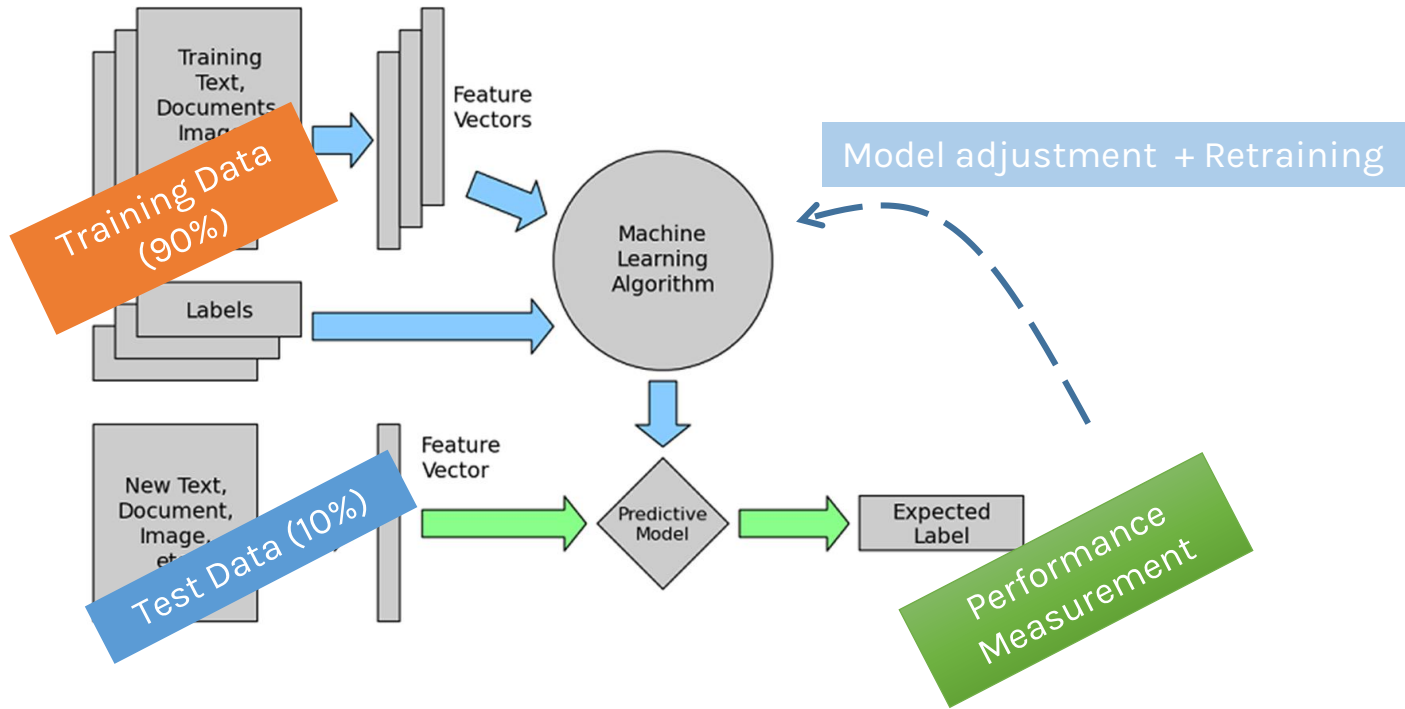 Training
Text,
Documents,
Training Data
(90%)
Feature
Vectors
Model adjustment + Retraining
Machine
Learning
Algorithm
Labels
New Text,
Document,
Image,
Test Data (10%)
Feature
Vector
Predictive
Model
Expected
Label
Performance
Measurement